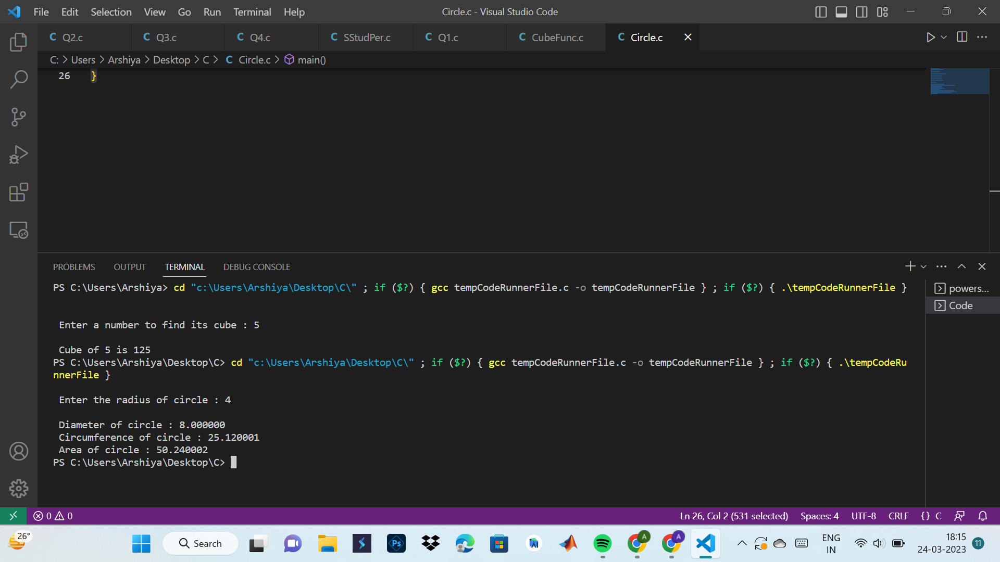 File Edit Selection View Go Run Terminal Help Circle.c - Visual Studio Code
C Q2.c C Q3.c C Q4.c C SStudPer.c C Q1.c C CubeFunc.c C Circle.c
C: > Users > Arshiya > Desktop > C > C Circle.c > main()
26 }
PROBLEMS OUTPUT TERMINAL DEBUG CONSOLE
PS C:\Users\Arshiya> cd "c:\Users\Arshiya\Desktop\C\" ; if ($?) { gcc tempCodeRunnerFile.c -o tempCodeRunnerFile } ; if ($?) { .\tempCodeRunnerFile }
powers...
Code
Enter a number to find its cube : 5
Cube of 5 is 125
PS C:\Users\Arshiya\Desktop\C> cd "c:\Users\Arshiya\Desktop\C\" ; if ($?) { gcc tempCodeRunnerFile.c -o tempCodeRunnerFile } ; if ($?) { .\tempCodeRu
nnerFile }
Enter the radius of circle : 4
Diameter of circle : 8.000000
Circumference of circle : 25.120001
Area of circle : 50.240002
PS C:\Users\Arshiya\Desktop\C>
0 0 Ln 26, Col 2 (531 selected) Spaces: 4 UTF-8 CRLF {} C
26° Search Ps A A ENG 18:15 11
IN 24-03-2023